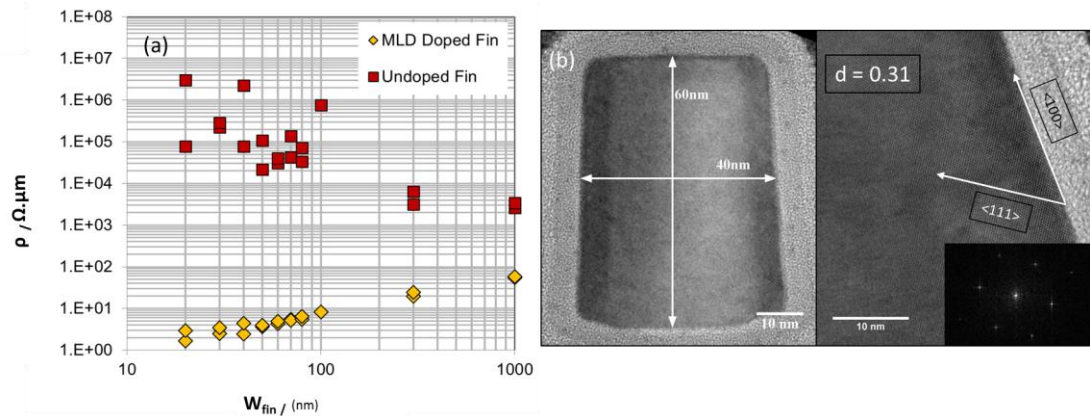 (a)
MLD Doped Fin
Undoped Fin
1.E+08
1.E+07
1.E+06
1.E+05
1.E+04
1.E+03
1.E+02
1.E+01
1.E+00
10
100
1000
ρ / Ω.µm
W_fin / (nm)
(b)
60nm
40nm
10 nm
d = 0.31
<100>
<111>
10 nm